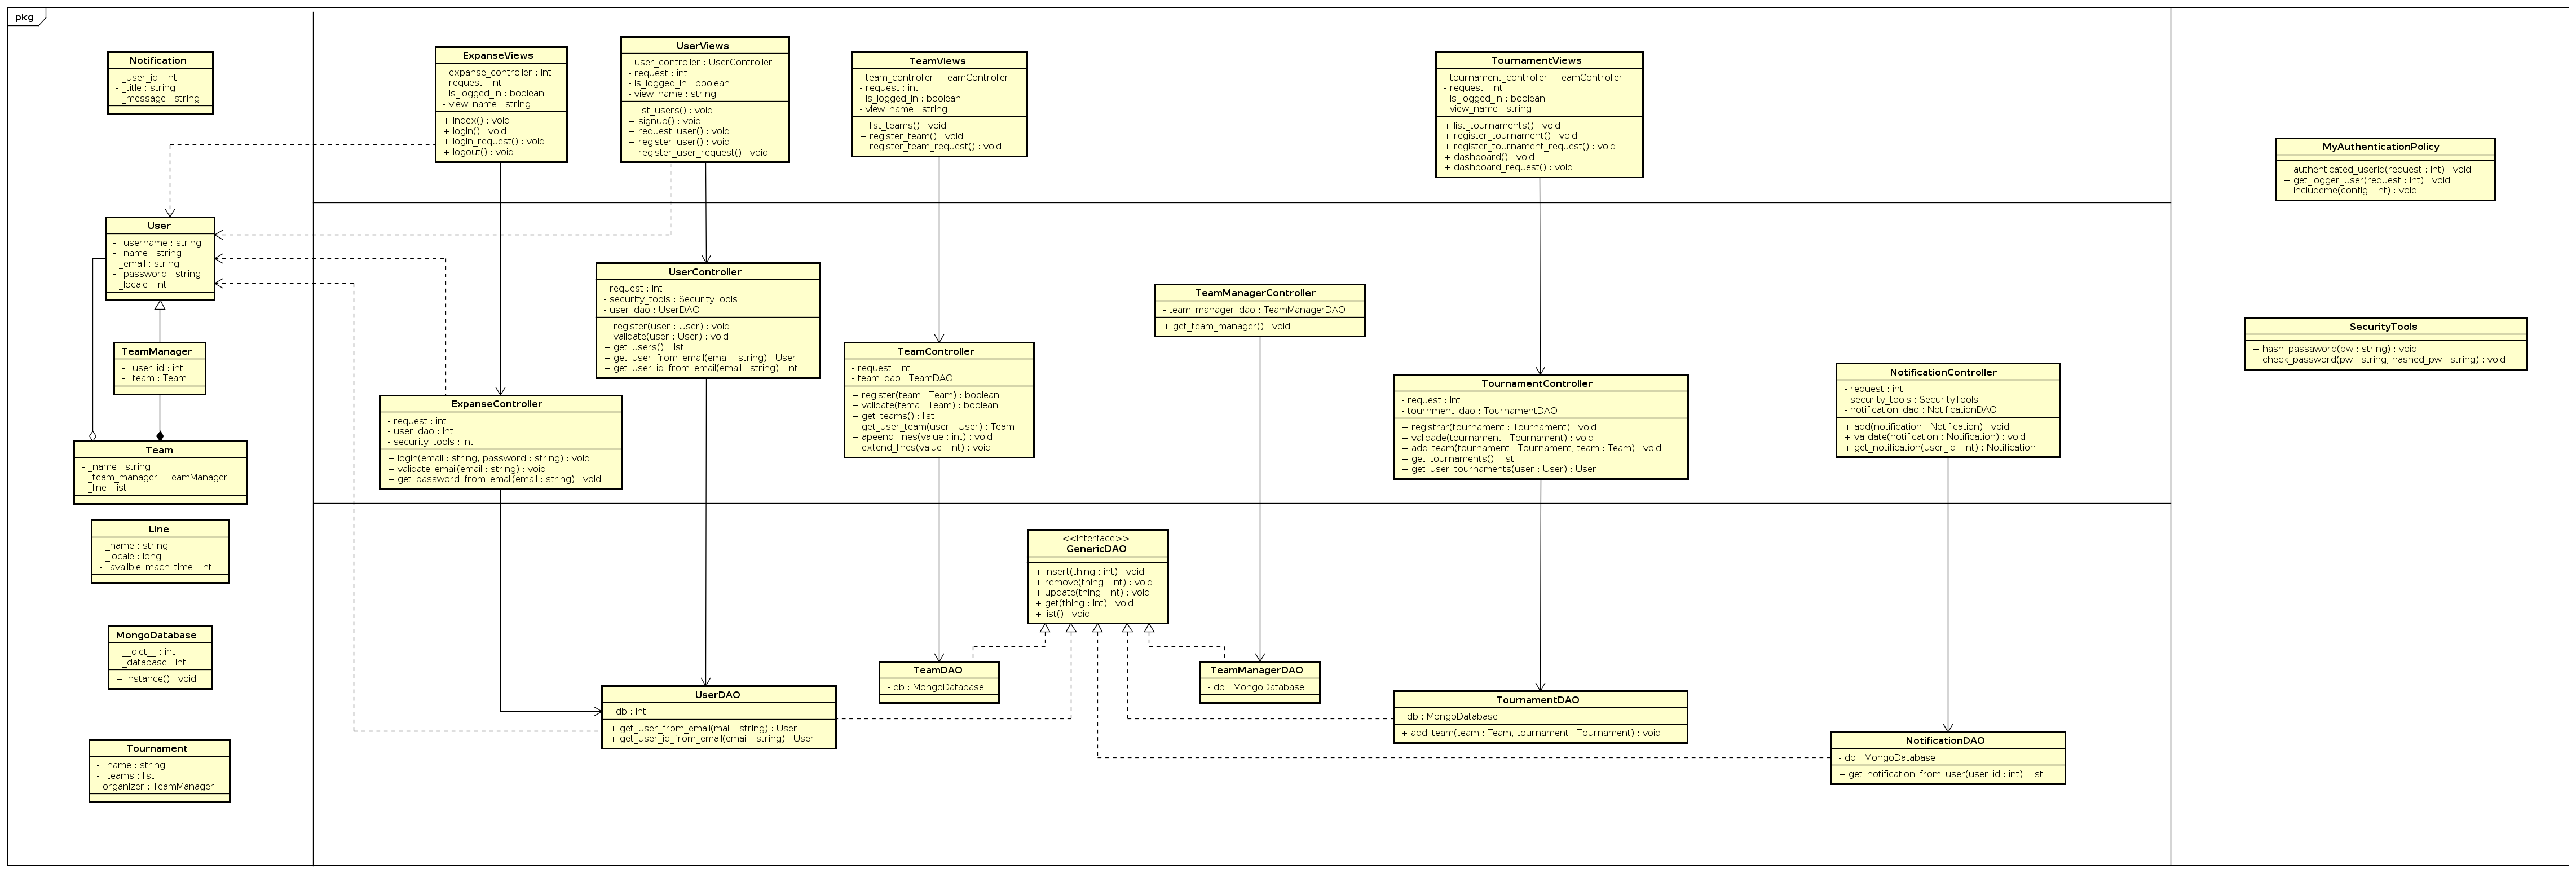 pkg
Notification
- _user_id : int
- _title : string
- _message : string
User
- _username : string
- _name : string
- _email : string
- _password : string
- _locale : int
TeamManager
- _user_id : int
- _team : Team
Team
- _name : string
- _team_manager : TeamManager
- _line : list
Line
- _name : string
- _locale : long
- _avalible_mach_time : int
MongoDatabase
- __dict__ : int
- _database : int
+ instance() : void
Tournament
- _name : string
- _teams : list
- organizer : TeamManager
ExpanseViews
- expanse_controller : int
- request : int
- is_logged_in : boolean
- view_name : string
+ index() : void
+ login() : void
+ login_request() : void
+ logout() : void
UserViews
- user_controller : UserController
- request : int
- is_logged_in : boolean
- view_name : string
+ list_users() : void
+ signup() : void
+ request_user() : void
+ register_user() : void
+ register_user_request() : void
TeamViews
- team_controller : TeamController
- request : int
- is_logged_in : boolean
- view_name : string
+ list_teams() : void
+ register_team() : void
+ register_team_request() : void
TournamentViews
- tournament_controller : TeamController
- request : int
- is_logged_in : boolean
- view_name : string
+ list_tournaments() : void
+ register_tournament() : void
+ register_tournament_request() : void
+ dashboard() : void
+ dashboard_request() : void
ExpanseController
- request : int
- user_dao : int
- security_tools : int
+ login(email : string, password : string) : void
+ validate_email(email : string) : void
+ get_password_from_email(email : string) : void
UserController
- request : int
- security_tools : SecurityTools
- user_dao : UserDAO
+ register(user : User) : void
+ validate(user : User) : void
+ get_users() : list
+ get_user_from_email(email : string) : User
+ get_user_id_from_email(email : string) : int
TeamController
- request : int
- team_dao : TeamDAO
+ register(team : Team) : boolean
+ validate(tema : Team) : boolean
+ get_teams() : list
+ get_user_team(user : User) : Team
+ apeend_lines(value : int) : void
+ extend_lines(value : int) : void
TeamManagerController
- team_manager_dao : TeamManagerDAO
+ get_team_manager() : void
TournamentController
- request : int
- tournment_dao : TournamentDAO
+ registrar(tournament : Tournament) : void
+ validade(tournament : Tournament) : void
+ add_team(tournament : Tournament, team : Team) : void
+ get_tournaments() : list
+ get_user_tournaments(user : User) : User
NotificationController
- request : int
- security_tools : SecurityTools
- notification_dao : NotificationDAO
+ add(notification : Notification) : void
+ validate(notification : Notification) : void
+ get_notification(user_id : int) : Notification
<<interface>>
GenericDAO
+ insert(thing : int) : void
+ remove(thing : int) : void
+ update(thing : int) : void
+ get(thing : int) : void
+ list() : void
UserDAO
- db : int
+ get_user_from_email(mail : string) : User
+ get_user_id_from_email(email : string) : User
TeamDAO
- db : MongoDatabase
TeamManagerDAO
- db : MongoDatabase
TournamentDAO
- db : MongoDatabase
+ add_team(team : Team, tournament : Tournament) : void
NotificationDAO
- db : MongoDatabase
+ get_notification_from_user(user_id : int) : list
MyAuthenticationPolicy
+ authenticated_userid(request : int) : void
+ get_logger_user(request : int) : void
+ includeme(config : int) : void
SecurityTools
+ hash_passaword(pw : string) : void
+ check_password(pw : string, hashed_pw : string) : void